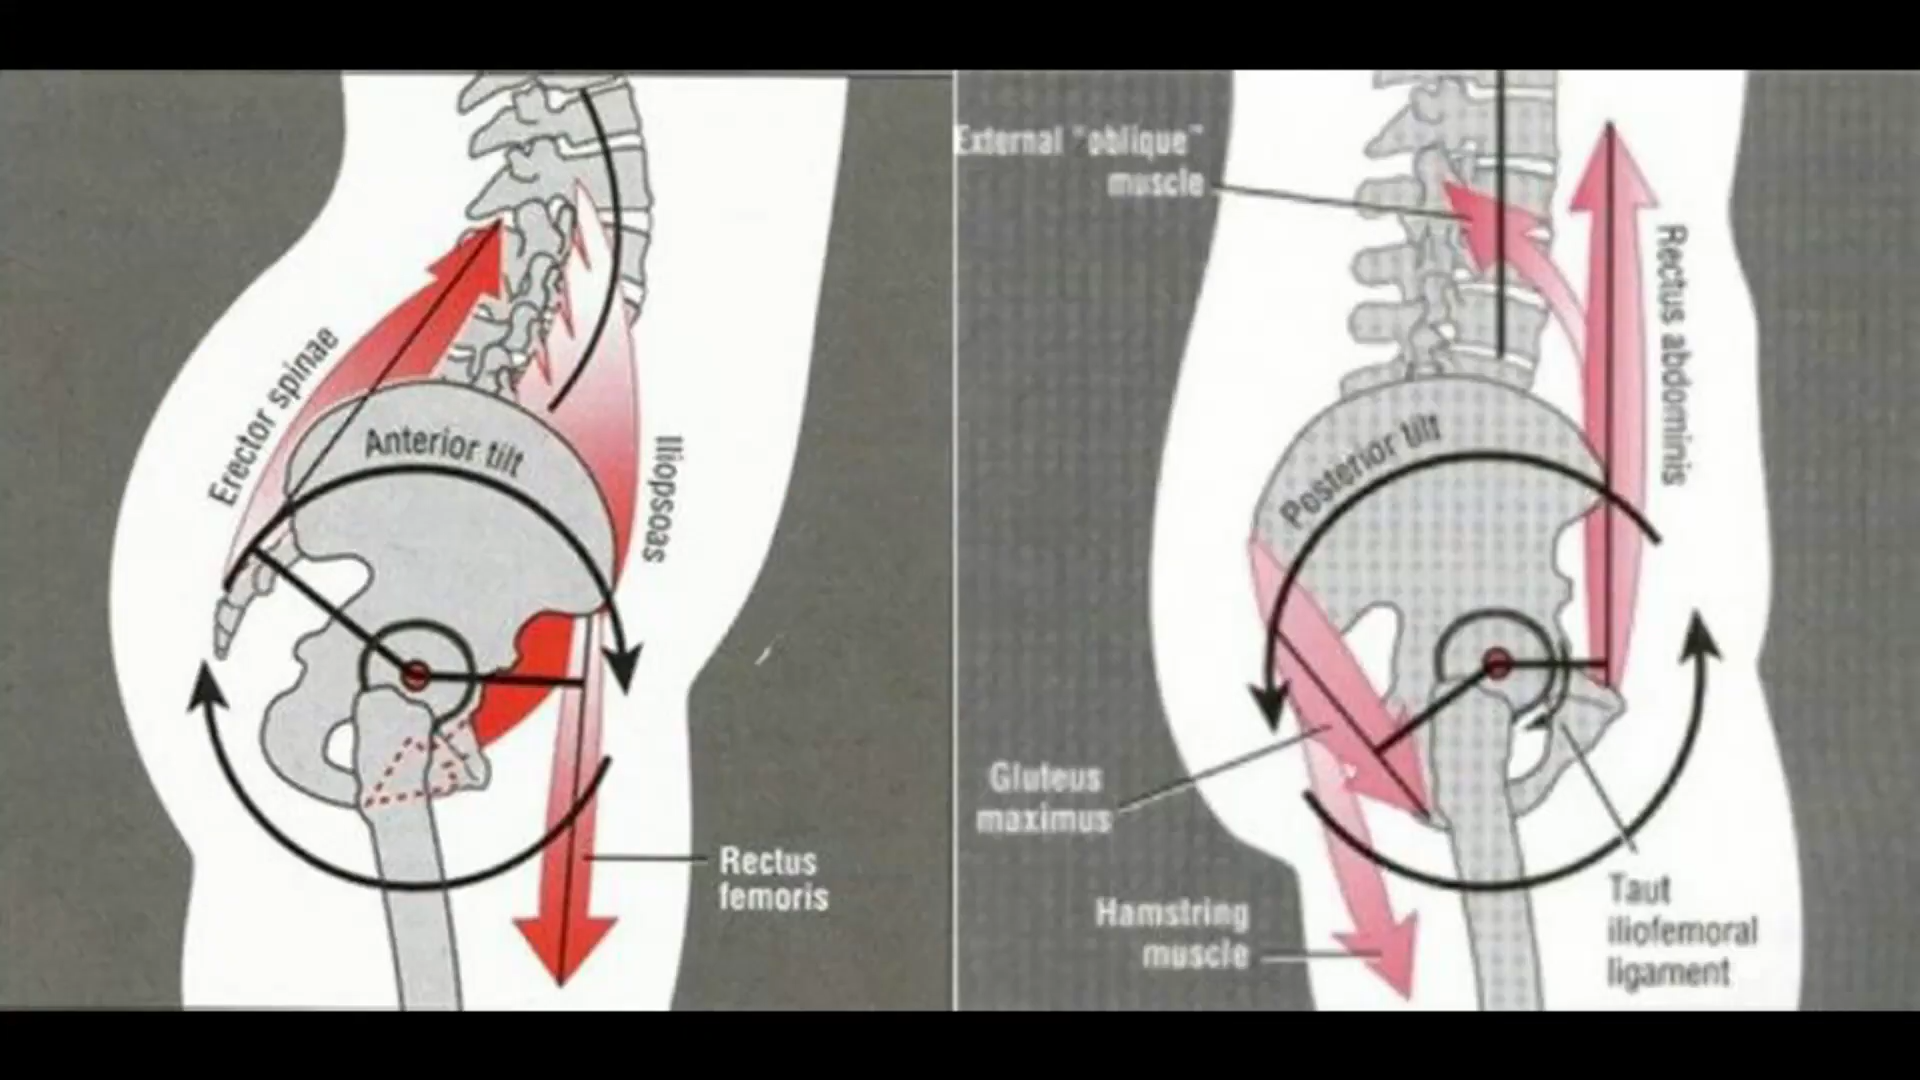 Erector spinae
Anterior tilt
Iliopsoas
Rectus
femoris
External "oblique"
muscle
Rectus abdominis
Posterior tilt
Gluteus
maximus
Hamstring
muscle
Taut
iliofemoral
ligament